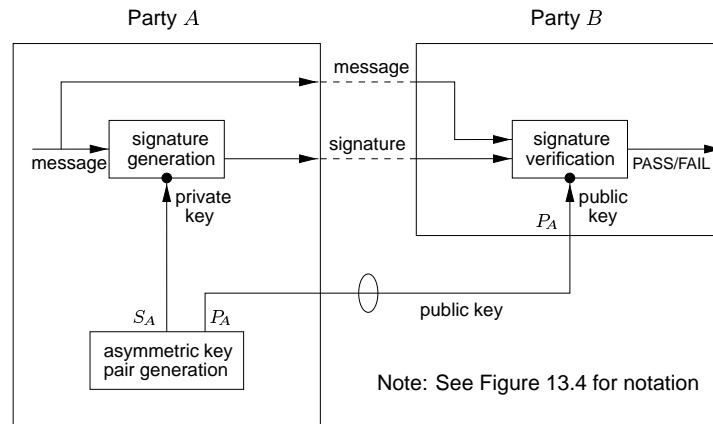 Party A
Party B
message
signature
generation
signature
signature
verification
message
PASS/FAIL
private
key
public
key
P_A
S_A
P_A
public key
asymmetric key
pair generation
Note: See Figure 13.4 for notation